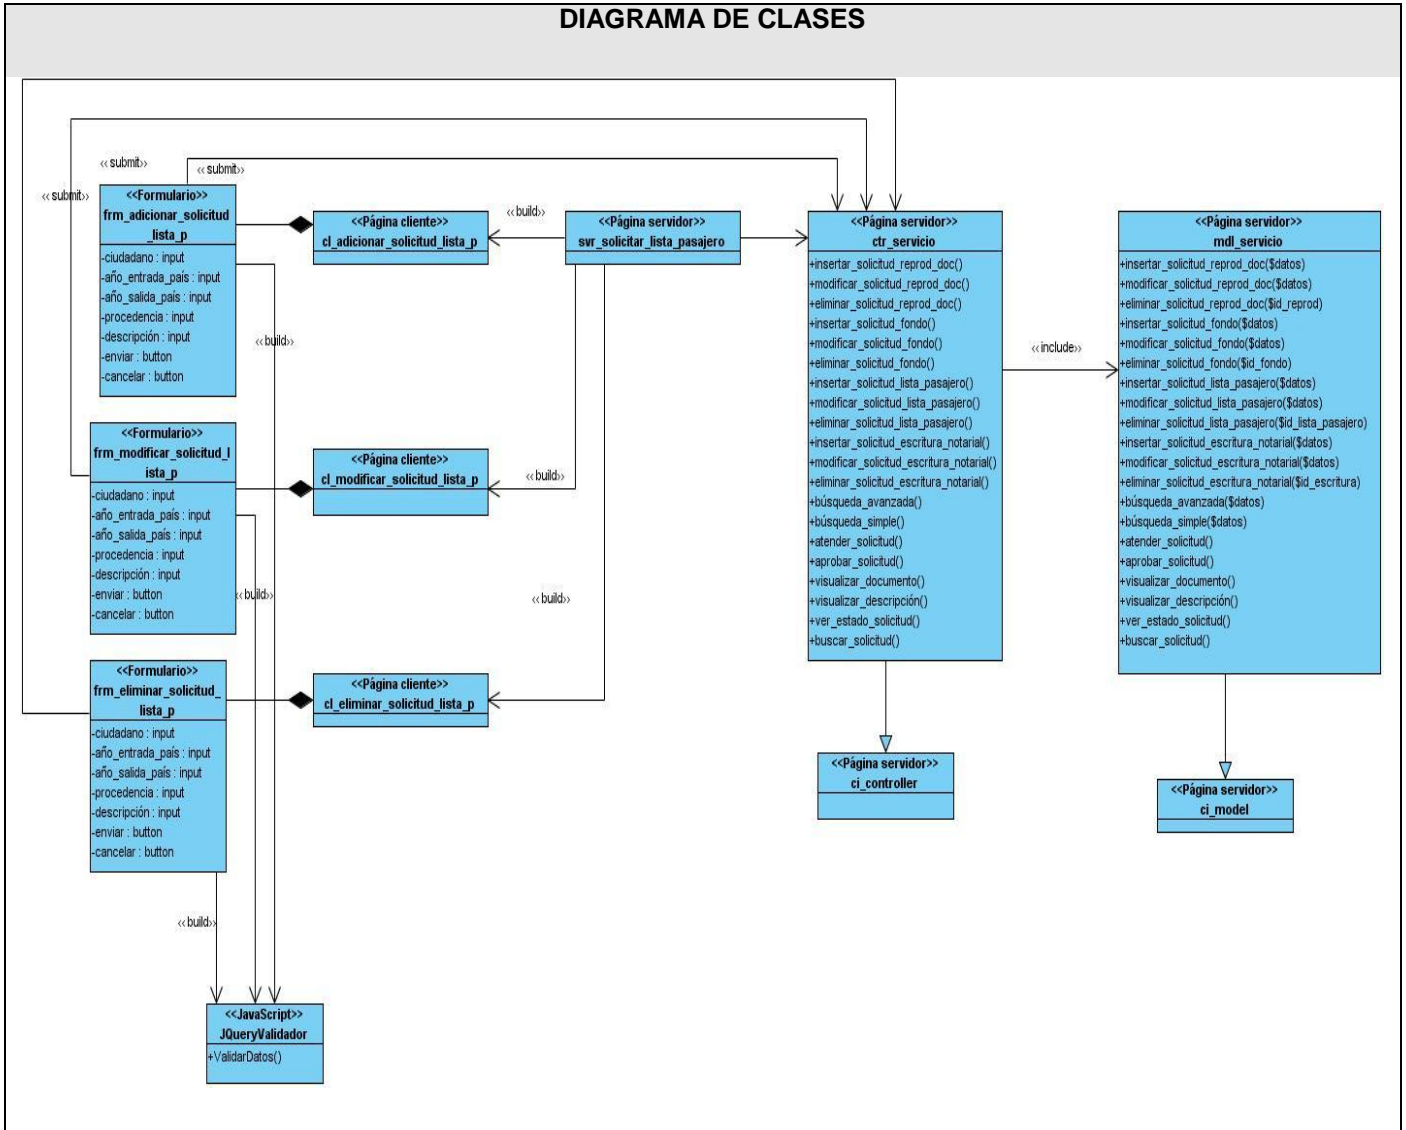 DIAGRAMA DE CLASES
<<submit>>
<<submit>>
<<submit>>
<<Formulario>>
frm_adicionar_solicitud
_lista_p
-ciudadano : input
-año_entrada_país : input
-año_salida_país : input
-procedencia : input
-descripción : input
-enviar : button
-cancelar : button
<<Página cliente>>
cl_adicionar_solicitud_lista_p
<<build>>
<<Página servidor>>
svr_solicitar_lista_pasajero
<<build>>
<<Formulario>>
frm_modificar_solicitud_l
ista_p
-ciudadano : input
-año_entrada_país : input
-año_salida_país : input
-procedencia : input
-descripción : input
-enviar : button
-cancelar : button
<<Página cliente>>
cl_modificar_solicitud_lista_p
<<build>>
<<build>>
<<build>>
<<Formulario>>
frm_eliminar_solicitud_
lista_p
-ciudadano : input
-año_entrada_país : input
-año_salida_país : input
-procedencia : input
-descripción : input
-enviar : button
-cancelar : button
<<Página cliente>>
cl_eliminar_solicitud_lista_p
<<build>>
<<JavaScript>>
JQueryValidador
+ValidarDatos()
<<Página servidor>>
ctr_servicio
+insertar_solicitud_reprod_doc()
+modificar_solicitud_reprod_doc()
+eliminar_solicitud_reprod_doc()
+insertar_solicitud_fondo()
+modificar_solicitud_fondo()
+eliminar_solicitud_fondo()
+insertar_solicitud_lista_pasajero()
+modificar_solicitud_lista_pasajero()
+eliminar_solicitud_lista_pasajero()
+insertar_solicitud_escritura_notarial()
+modificar_solicitud_escritura_notarial()
+eliminar_solicitud_escritura_notarial()
+búsqueda_avanzada()
+búsqueda_simple()
+atender_solicitud()
+aprobar_solicitud()
+visualizar_documento()
+visualizar_descripción()
+ver_estado_solicitud()
+buscar_solicitud()
<<include>>
<<Página servidor>>
mdl_servicio
+insertar_solicitud_reprod_doc($datos)
+modificar_solicitud_reprod_doc($datos)
+eliminar_solicitud_reprod_doc($id_reprod)
+insertar_solicitud_fondo($datos)
+modificar_solicitud_fondo($datos)
+eliminar_solicitud_fondo($id_fondo)
+insertar_solicitud_lista_pasajero($datos)
+modificar_solicitud_lista_pasajero($datos)
+eliminar_solicitud_lista_pasajero($id_lista_pasajero)
+insertar_solicitud_escritura_notarial($datos)
+modificar_solicitud_escritura_notarial($datos)
+eliminar_solicitud_escritura_notarial($id_escritura)
+búsqueda_avanzada($datos)
+búsqueda_simple($datos)
+atender_solicitud()
+aprobar_solicitud()
+visualizar_documento()
+visualizar_descripción()
+ver_estado_solicitud()
+buscar_solicitud()
<<Página servidor>>
ci_controller
<<Página servidor>>
ci_model